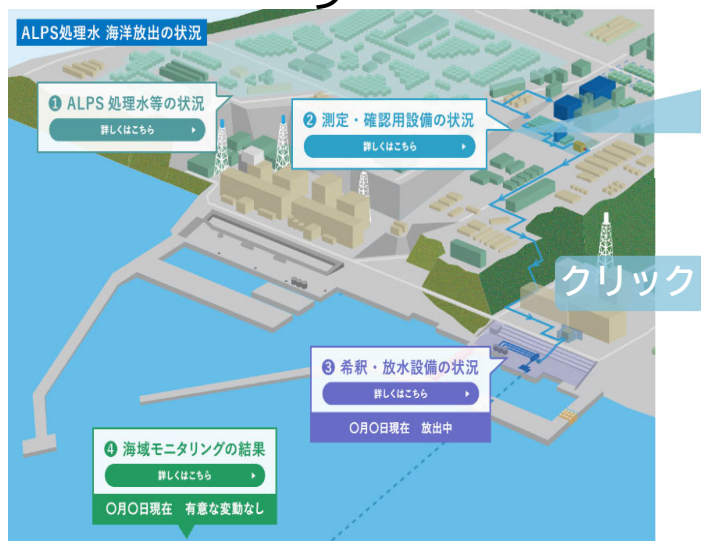 ALPS処理水 海洋放出の状況
❶ ALPS 処理水等の状況
詳しくはこちら
❷ 測定・確認用設備の状況
詳しくはこちら
クリック
❸ 希釈・放水設備の状況
詳しくはこちら
〇月〇日現在 放出中
❹ 海域モニタリングの結果
詳しくはこちら
〇月〇日現在 有意な変動なし